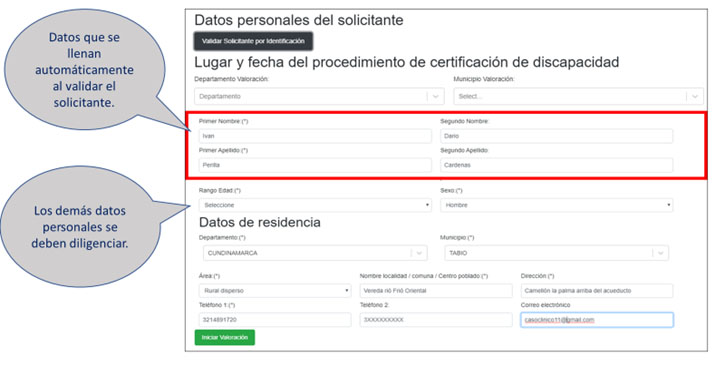 Datos que se
llenan
automáticamente
al validar el
solicitante.
Los demás datos
personales se
deben diligenciar.
Datos personales del solicitante
Validar Solicitante por Identificación
Lugar y fecha del procedimiento de certificación de discapacidad
Departamento Valoración: Municipio Valoración:
Departamento Select...
Primer Nombre:(*) Segundo Nombre:
Ivan Dario
Primer Apellido:(*) Segundo Apellido:
Perilla Cardenas
Rango Edad:(*) Sexo:(*)
Seleccione Hombre
Datos de residencia
Departamento:(*) Municipio:(*)
CUNDINAMARCA TABIO
Área:(*) Nombre localidad / comuna / Centro poblado:(*) Dirección:(*)
Rural disperso Vereda rió Frió Oriental Camellón la palma arriba del acueducto
Teléfono 1:(*) Teléfono 2: Correo electrónico
3214891720 3XXXXXXXXX casoclinico11@gmail.com
Iniciar Valoración